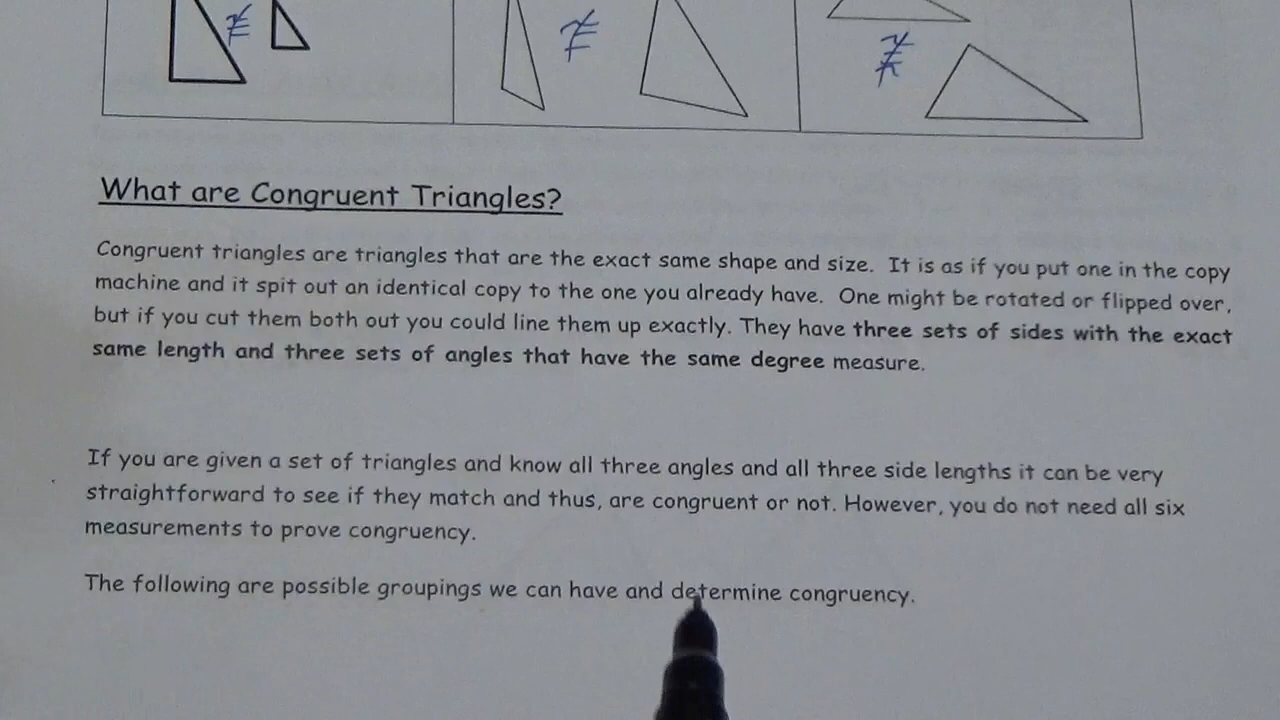 ≇ ≇ ≇
What are Congruent Triangles?
Congruent triangles are triangles that are the exact same shape and size. It is as if you put one in the copy
machine and it spit out an identical copy to the one you already have. One might be rotated or flipped over,
but if you cut them both out you could line them up exactly. They have three sets of sides with the exact
same length and three sets of angles that have the same degree measure.
If you are given a set of triangles and know all three angles and all three side lengths it can be very
straightforward to see if they match and thus, are congruent or not. However, you do not need all six
measurements to prove congruency.
The following are possible groupings we can have and determine congruency.